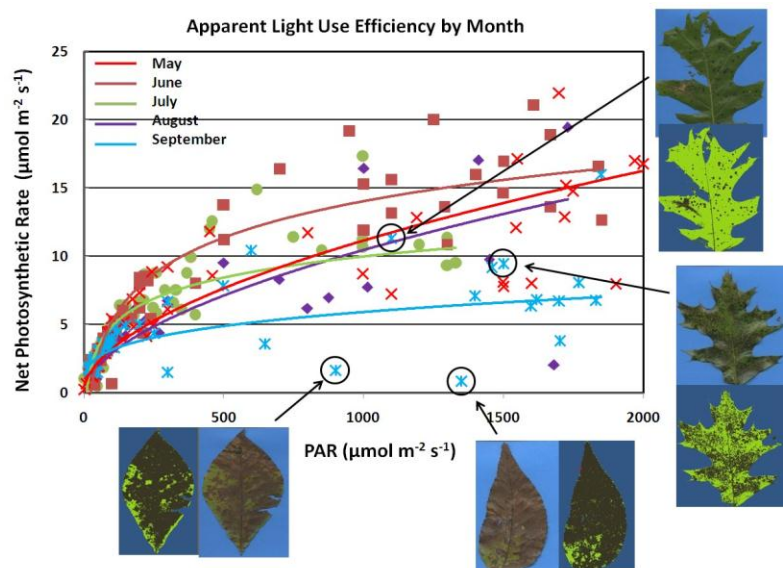 Apparent Light Use Efficiency by Month
25
20
15
10
5
0
Net Photosynthetic Rate (µmol m⁻² s⁻¹)
May
June
July
August
September
0 500 1000 1500 2000
PAR (µmol m⁻² s⁻¹)